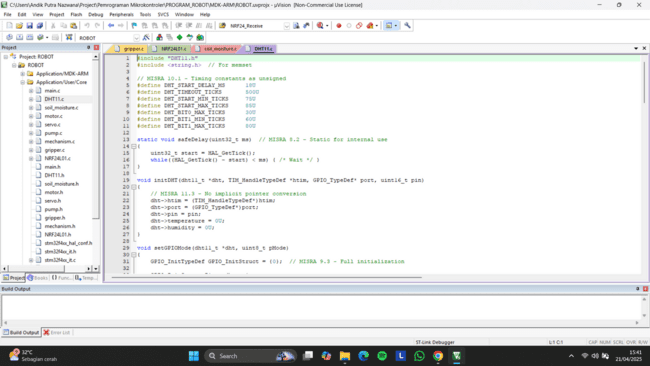 C:\Users\Andik Putra Nazwana\Project\Pemrograman Mikrokontroler\PROGRAM_ROBOT\MDK-ARM\ROBOT.uvprojx - µVision [Non-Commercial Use License]
File Edit View Project Flash Debug Peripherals Tools SVCS Window Help
NRF24_Receive
ROBOT
Project
Project: ROBOT
ROBOT
Application/MDK-ARM
Application/User/Core
main.c
DHT11.c
soil_moisture.c
motor.c
servo.c
pump.c
mechanism.c
gripper.c
NRF24L01.c
main.h
DHT11.h
soil_moisture.h
motor.h
servo.h
pump.h
gripper.h
mechanism.h
NRF24L01.h
stm32f4xx_hal_conf.h
stm32f4xx_it.h
stm32f4xx_it.c
Project Books Func... Temp...
gripper.c NRF24L01.c soil_moisture.c DHT11.c
1 #include "DHT11.h"
2 #include <string.h> // For memset
3
4 // MISRA 10.1 - Timing constants as unsigned
5 #define DHT_START_DELAY_MS 18U
6 #define DHT_TIMEOUT_TICKS 500U
7 #define DHT_START_MIN_TICKS 75U
8 #define DHT_START_MAX_TICKS 95U
9 #define DHT_BIT0_MAX_TICKS 30U
10 #define DHT_BIT1_MIN_TICKS 60U
11 #define DHT_BIT1_MAX_TICKS 80U
12
13 static void safeDelay(uint32_t ms) // MISRA 8.2 - Static for internal use
14 {
15 uint32_t start = HAL_GetTick();
16 while((HAL_GetTick() - start) < ms) { /* Wait */ }
17 }
18
19 void initDHT(dht11_t *dht, TIM_HandleTypeDef *htim, GPIO_TypeDef* port, uint16_t pin)
20 {
21 // MISRA 11.3 - No implicit pointer conversion
22 dht->htim = (TIM_HandleTypeDef*)htim;
23 dht->port = (GPIO_TypeDef*)port;
24 dht->pin = pin;
25 dht->temperature = 0U;
26 dht->humidity = 0U;
27 }
28
29 void setGPIOMode(dht11_t *dht, uint8_t pMode)
30 {
31 GPIO_InitTypeDef GPIO_InitStruct = {0}; // MISRA 9.3 - Full initialization
32
Build Output
Build Output Error List
ST-Link Debugger
L:1 C:1
CAP NUM SCRL OVR R/W
32°C
Sebagian cerah
Search
15:41
21/04/2025